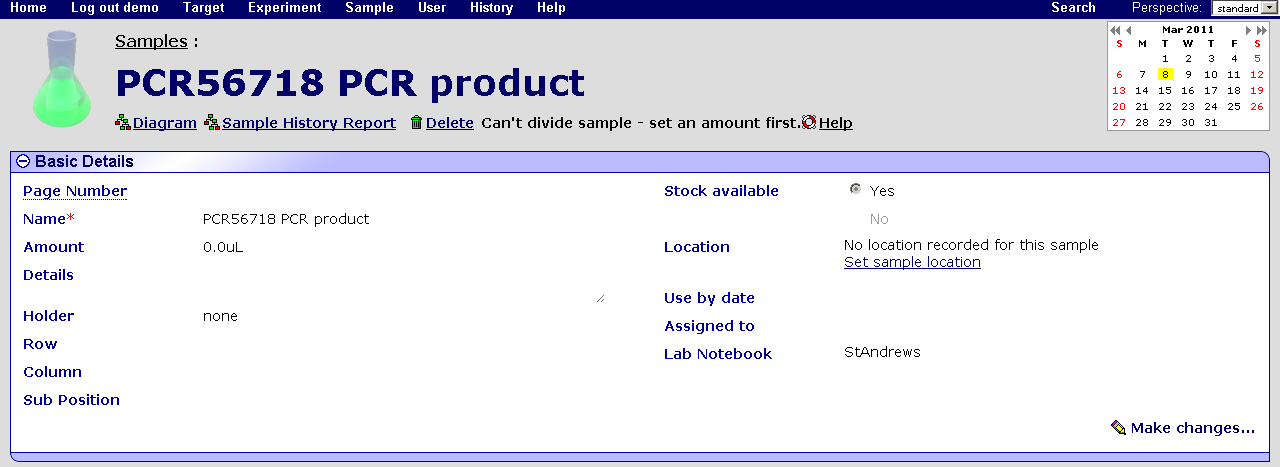 Home Log out demo Target Experiment Sample User History Help Search Perspective: standard
Samples :
PCR56718 PCR product
Diagram Sample History Report Delete Can't divide sample - set an amount first. Help
Mar 2011
S M T W T F S
1 2 3 4 5
6 7 8 9 10 11 12
13 14 15 16 17 18 19
20 21 22 23 24 25 26
27 28 29 30 31
Basic Details
Page Number
Name* PCR56718 PCR product
Amount 0.0uL
Details
Holder none
Row
Column
Sub Position
Stock available Yes
No
Location No location recorded for this sample
Set sample location
Use by date
Assigned to
Lab Notebook StAndrews
Make changes...